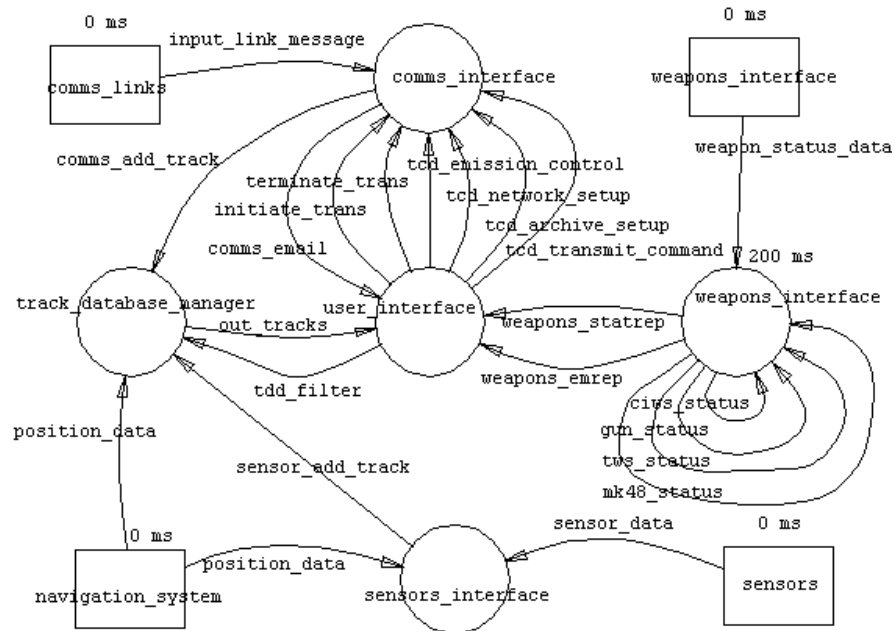 0 ms
0 ms
input_link_message
comms_links
comms_interface
weapons_interface
comms_add_track
tcd_emission_control
weapon_status_data
terminate_trans
tcd_network_setup
initiate_trans
tcd_archive_setup
comms_email
tcd_transmit_command
200 ms
track_database_manager
user_interface
weapons_interface
out_tracks
weapons_statrep
tdd_filter
weapons_emrep
ciws_status
position_data
gun_status
sensor_add_track
tws_status
mk48_status
0 ms
sensor_data
0 ms
position_data
navigation_system
sensors_interface
sensors